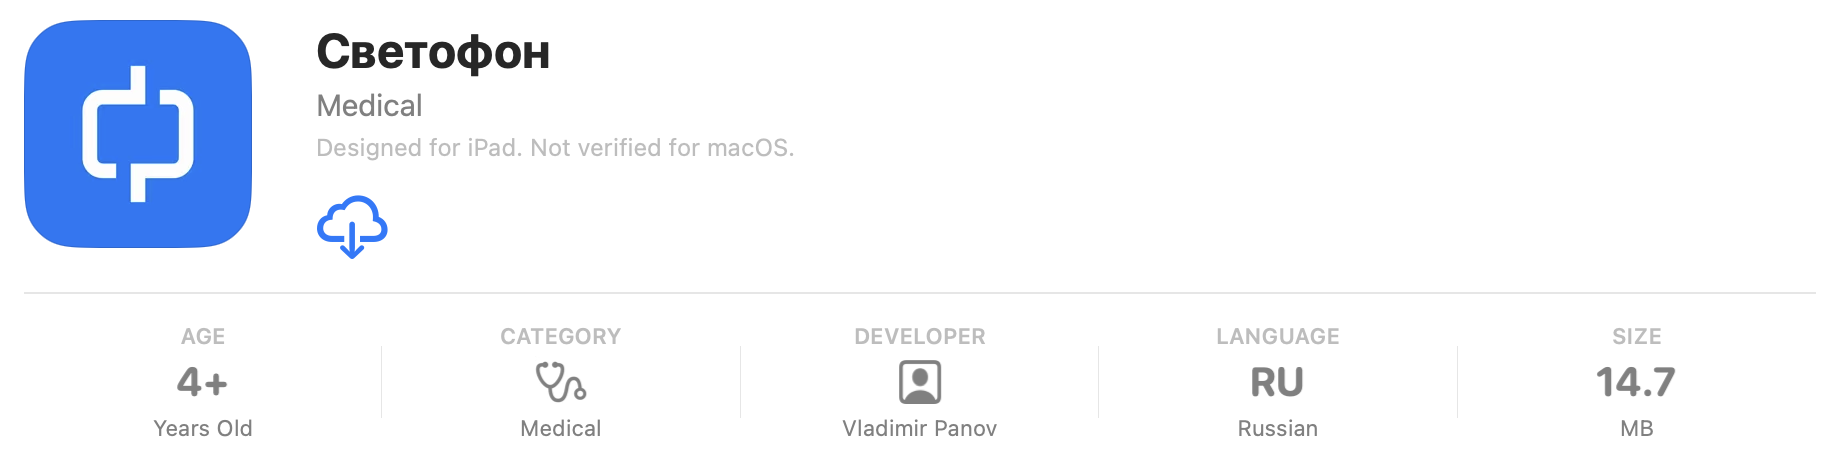 Светофон
Medical
Designed for iPad. Not verified for macOS.
AGE
4+
Years Old
CATEGORY
Medical
DEVELOPER
Vladimir Panov
LANGUAGE
RU
Russian
SIZE
14.7
MB